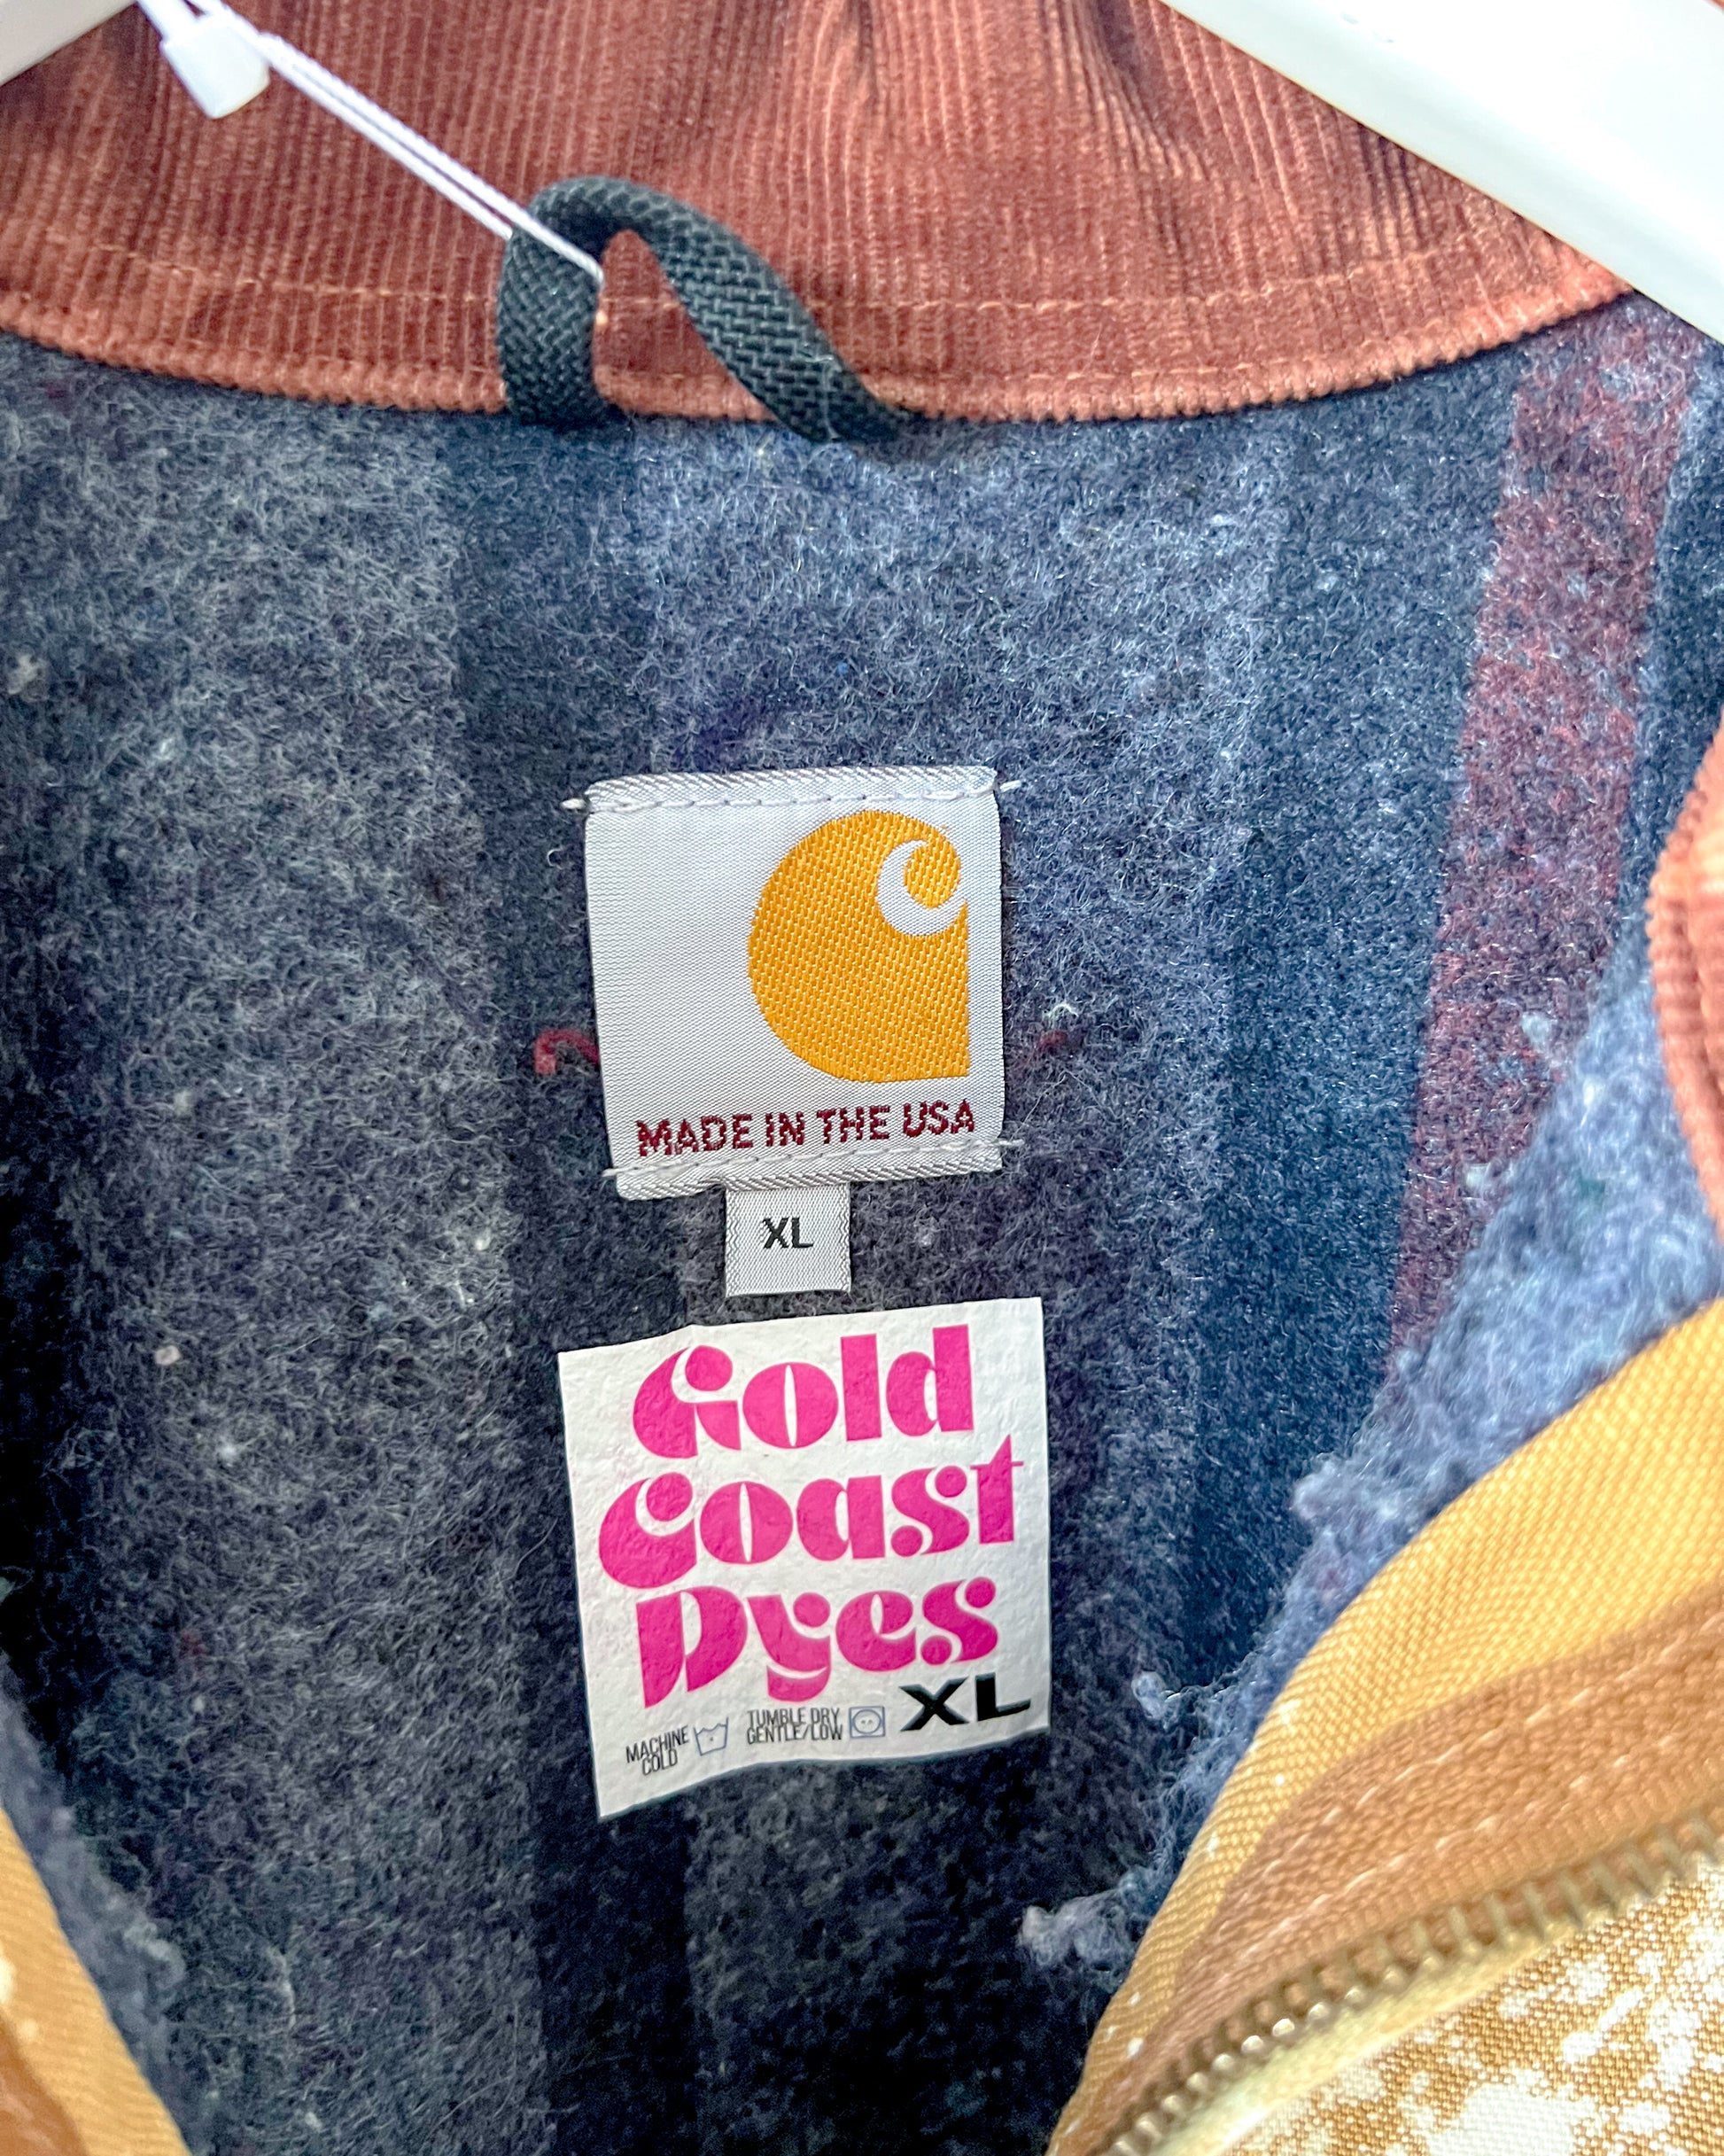 MADE IN THE USA
XL
Gold
Coast
Dyes
XL
MACHINE
COLD
TUMBLE DRY
GENTLE/LOW